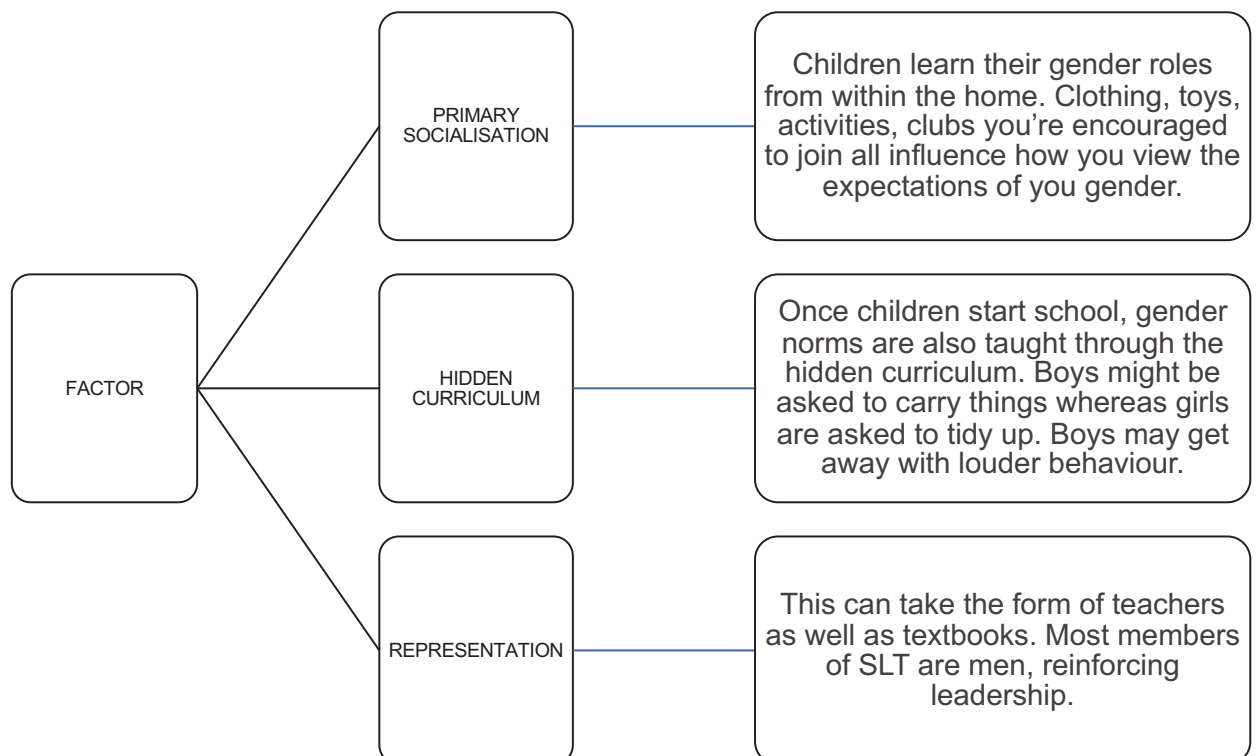 FACTOR
PRIMARY
SOCIALISATION
Children learn their gender roles
from within the home. Clothing, toys,
activities, clubs you’re encouraged
to join all influence how you view the
expectations of you gender.
HIDDEN
CURRICULUM
Once children start school, gender
norms are also taught through the
hidden curriculum. Boys might be
asked to carry things whereas girls
are asked to tidy up. Boys may get
away with louder behaviour.
REPRESENTATION
This can take the form of teachers
as well as textbooks. Most members
of SLT are men, reinforcing
leadership.